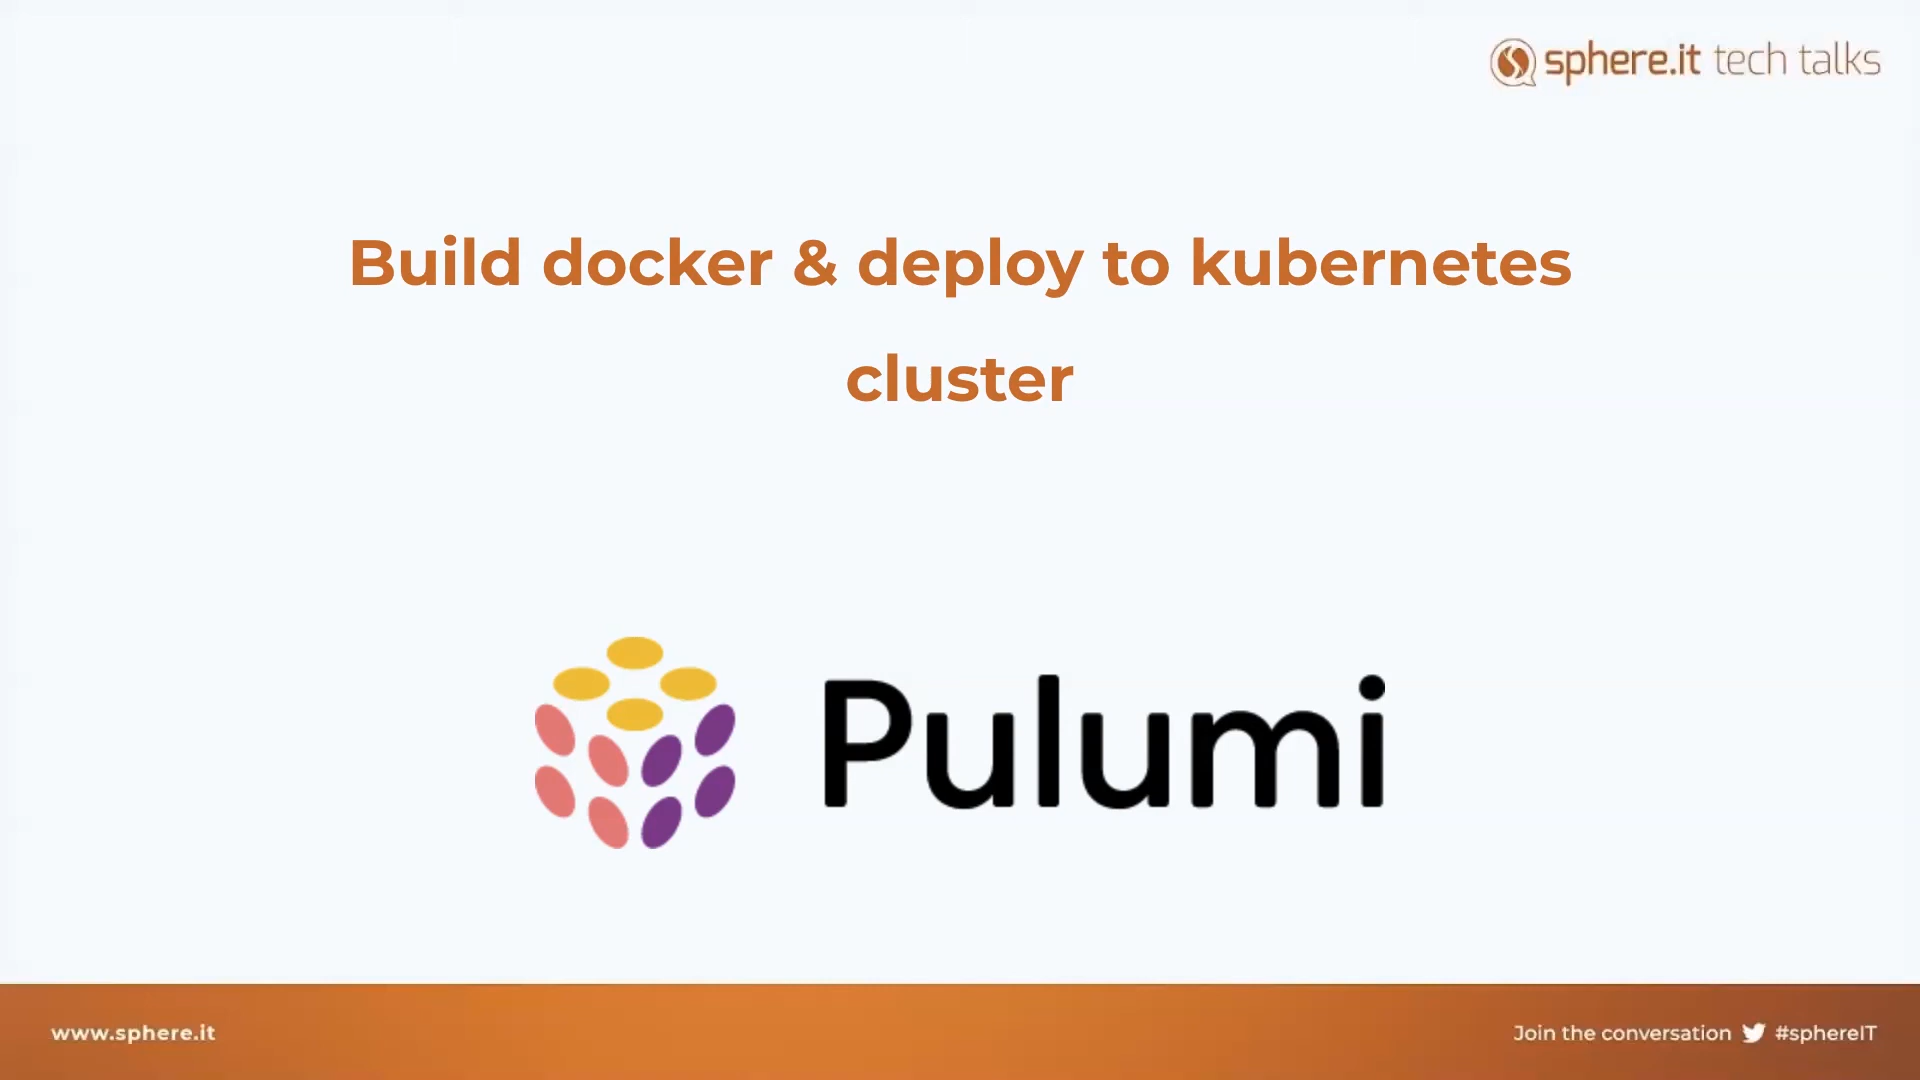 sphere.it tech talks
Build docker & deploy to kubernetes
cluster
Pulumi
www.sphere.it
Join the conversation #sphereIT